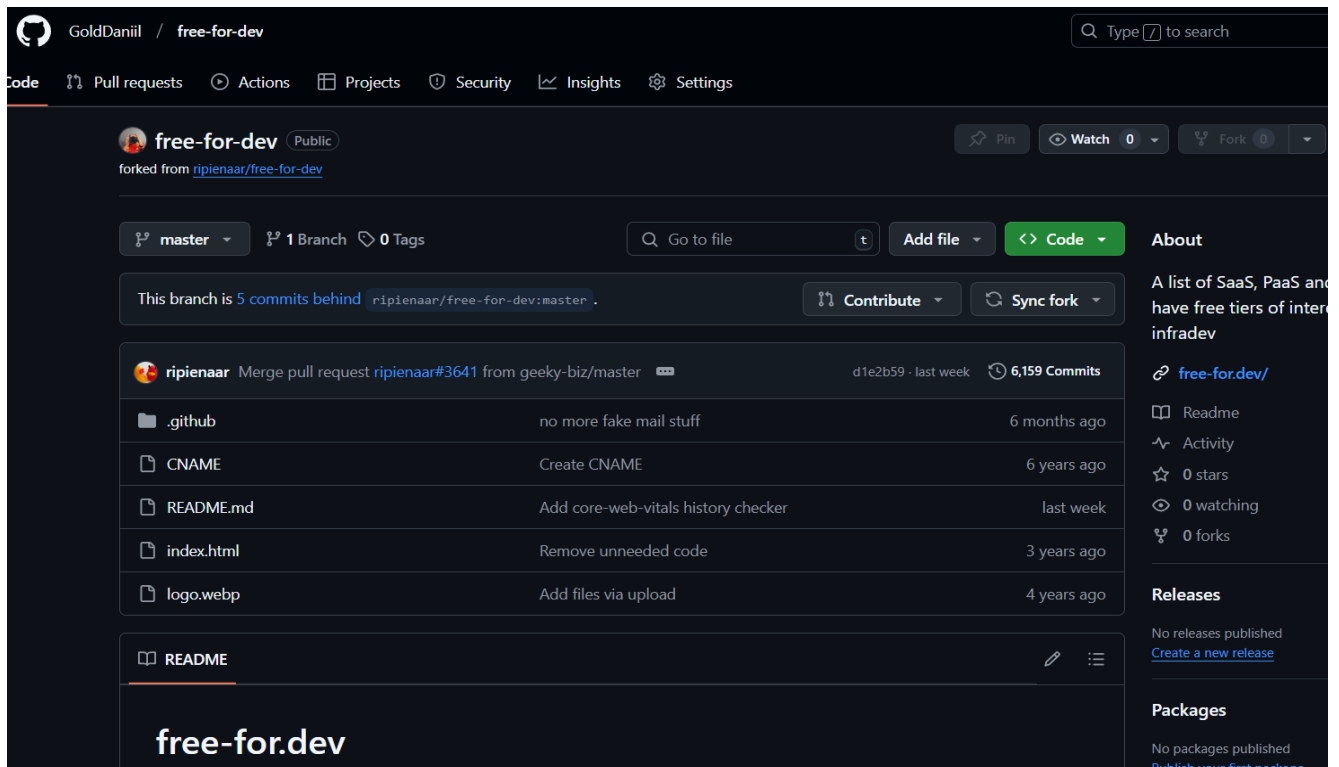 GoldDaniil / free-for-dev
Type / to search
Code Pull requests Actions Projects Security Insights Settings
free-for-dev Public
Pin
Watch 0
Fork 0
forked from ripienaar/free-for-dev
master
1 Branch
0 Tags
Go to file t
Add file
<> Code
This branch is 5 commits behind ripienaar/free-for-dev:master .
Contribute
Sync fork
ripienaar Merge pull request ripienaar#3641 from geeky-biz/master
d1e2b59 · last week
6,159 Commits
.github no more fake mail stuff 6 months ago
CNAME Create CNAME 6 years ago
README.md Add core-web-vitals history checker last week
index.html Remove unneeded code 3 years ago
logo.webp Add files via upload 4 years ago
README
free-for.dev
About
A list of SaaS, PaaS and
have free tiers of inter
infradev
free-for.dev/
Readme
Activity
0 stars
0 watching
0 forks
Releases
No releases published
Create a new release
Packages
No packages published